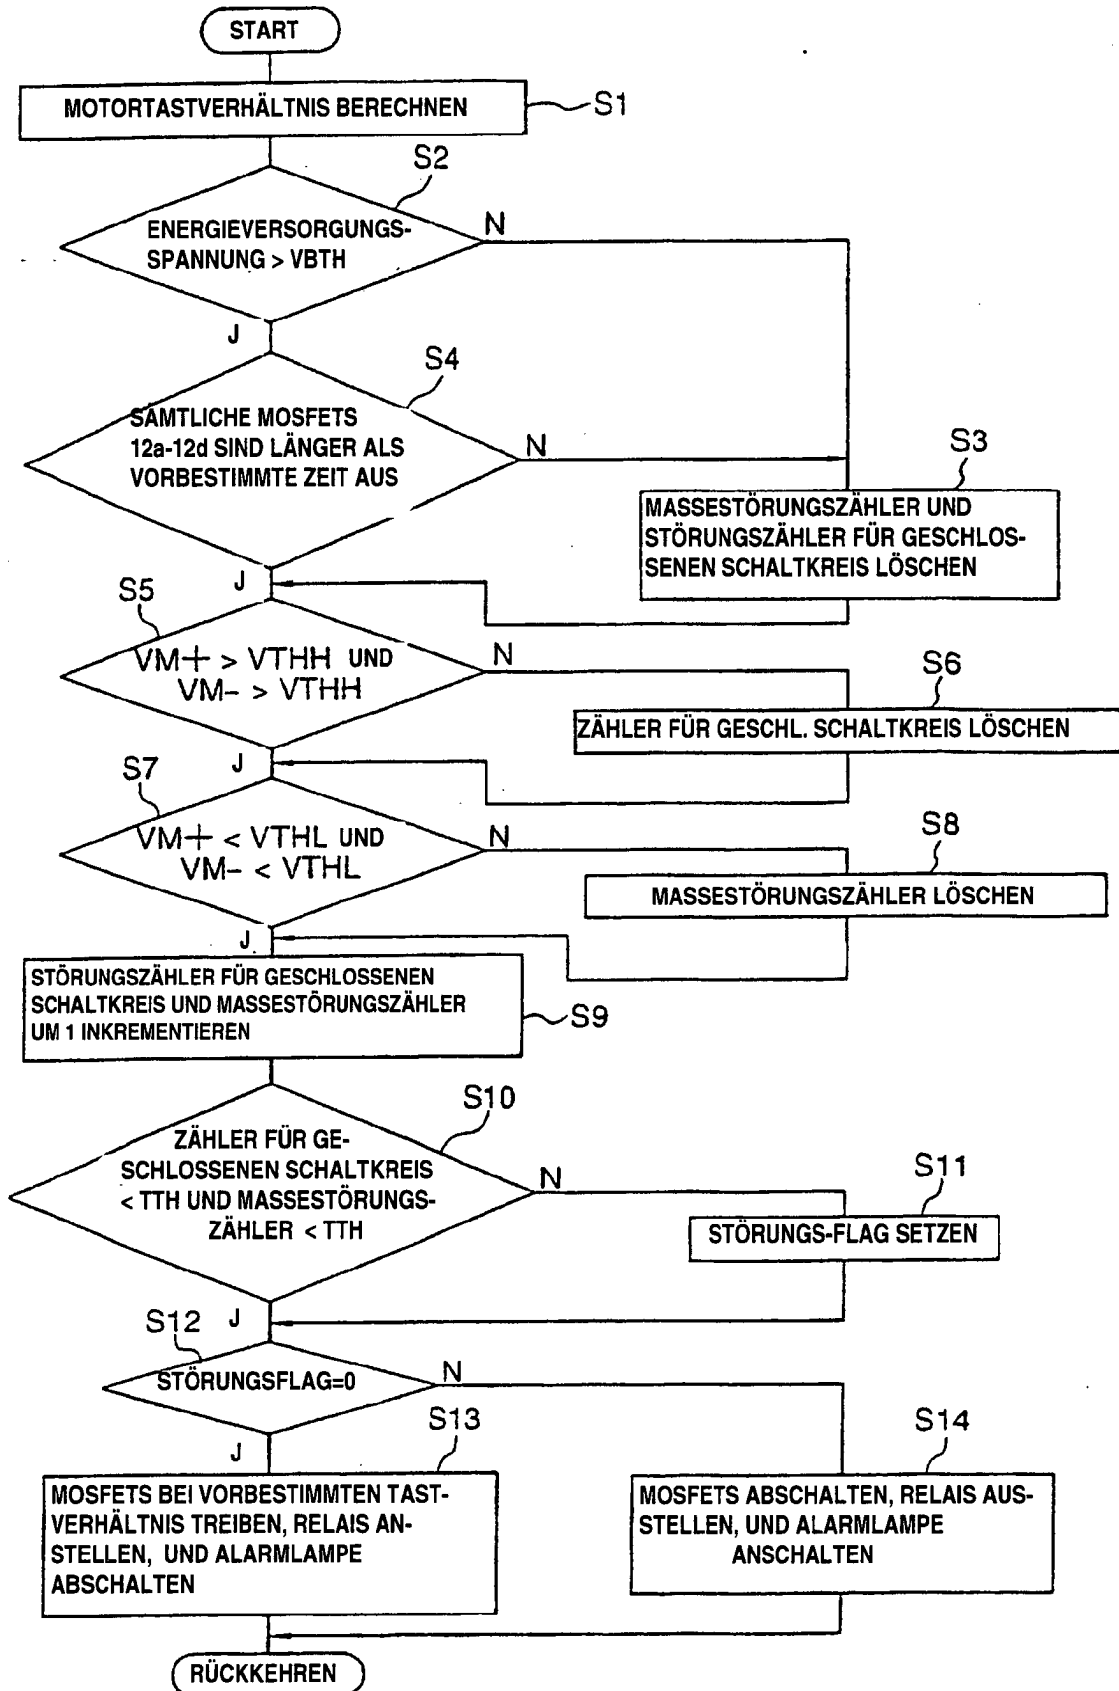 START
MOTORTASTVERHÄLTNIS BERECHNEN
S1
S2
ENERGIEVERSORGUNGS-
SPANNUNG > VBTH
N
J
S4
SÄMTLICHE MOSFETS
12a-12d SIND LÄNGER ALS
VORBESTIMMTE ZEIT AUS
N
J
S3
MASSESTÖRUNGSZÄHLER UND
STÖRUNGSZÄHLER FÜR GESCHLOS-
SENEN SCHALTKREIS LÖSCHEN
S5
VM+ > VTHH UND
VM- > VTHH
N
J
S6
ZÄHLER FÜR GESCHL. SCHALTKREIS LÖSCHEN
S7
VM+ < VTHL UND
VM- < VTHL
N
J
S8
MASSESTÖRUNGSZÄHLER LÖSCHEN
STÖRUNGSZÄHLER FÜR GESCHLOSSENEN
SCHALTKREIS UND MASSESTÖRUNGSZÄHLER
UM 1 INKREMENTIEREN
S9
S10
ZÄHLER FÜR GE-
SCHLOSSENEN SCHALTKREIS
< TTH UND MASSESTÖRUNGS-
ZÄHLER < TTH
N
J
S11
STÖRUNGS-FLAG SETZEN
S12
STÖRUNGSFLAG=0
N
J
S13
MOSFETS BEI VORBESTIMMTEN TAST-
VERHÄLTNIS TREIBEN, RELAIS AN-
STELLEN, UND ALARMLAMPE
ABSCHALTEN
S14
MOSFETS ABSCHALTEN, RELAIS AUS-
STELLEN, UND ALARMLAMPE
ANSCHALTEN
RÜCKKEHREN